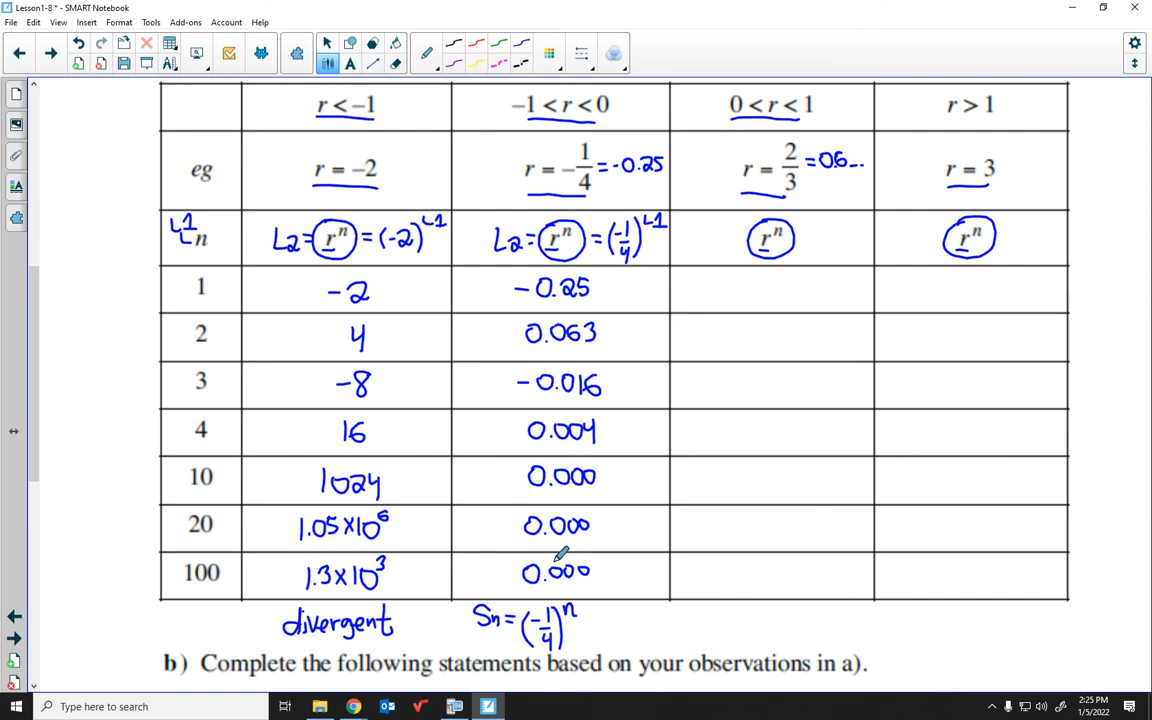 Lesson1-8 * - SMART Notebook
File Edit View Insert Format Tools Add-ons Account Help
r < −1 −1 < r < 0 0 < r < 1 r > 1
eg r = −2 r = −1/4 = -0.25 r = 2/3 = 0.6... r = 3
L1 L n L2 = rⁿ = (-2)^L1 L2 = rⁿ = (-1/4)^L1 rⁿ rⁿ
1 -2 -0.25
2 4 0.063
3 -8 -0.016
4 16 0.004
10 1024 0.000
20 1.05×10⁶ 0.000
100 1.3×10³ 0.000
divergent Sn = (-1/4)ⁿ
b) Complete the following statements based on your observations in a).
Type here to search
2:25 PM
1/5/2022